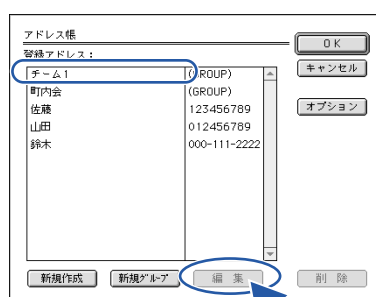 アドレス帳
登録アドレス：
チーム1 (GROUP)
町内会 (GROUP)
佐藤 123456789
山田 012456789
鈴木 000-111-2222
OK
キャンセル
オプション
新規作成 新規ｸﾞﾙｰﾌﾟ 編集 削除